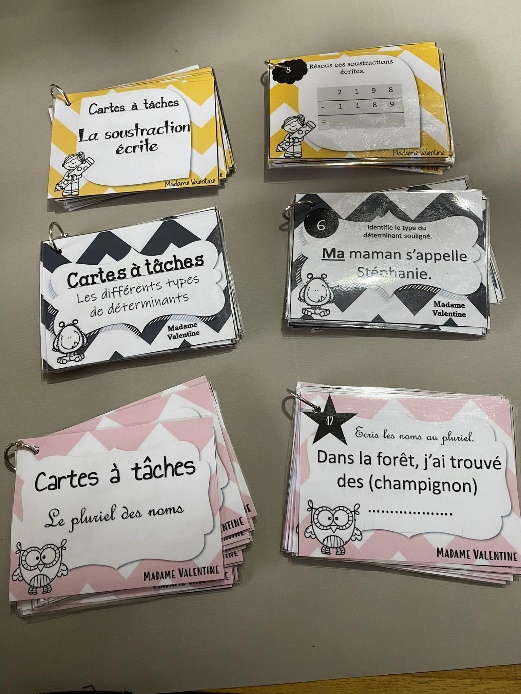 Cartes à tâches
La soustraction
écrite
Madame Valentine
8
Résous ces soustractions
écrites.
2 1 9 8
- 1 1 8 9
=
Madame Valentine
Cartes à tâches
Les différents types
de déterminants
Madame
Valentine
6
Identifie le type du
déterminant souligné.
Ma maman s'appelle
Stéphanie.
Madame
Valentine
Cartes à tâches
Le pluriel des noms
MADAME VALENTINE
12
Ecris les noms au pluriel.
Dans la forêt, j'ai trouvé
des (champignon)
...................
MADAME VALENTINE